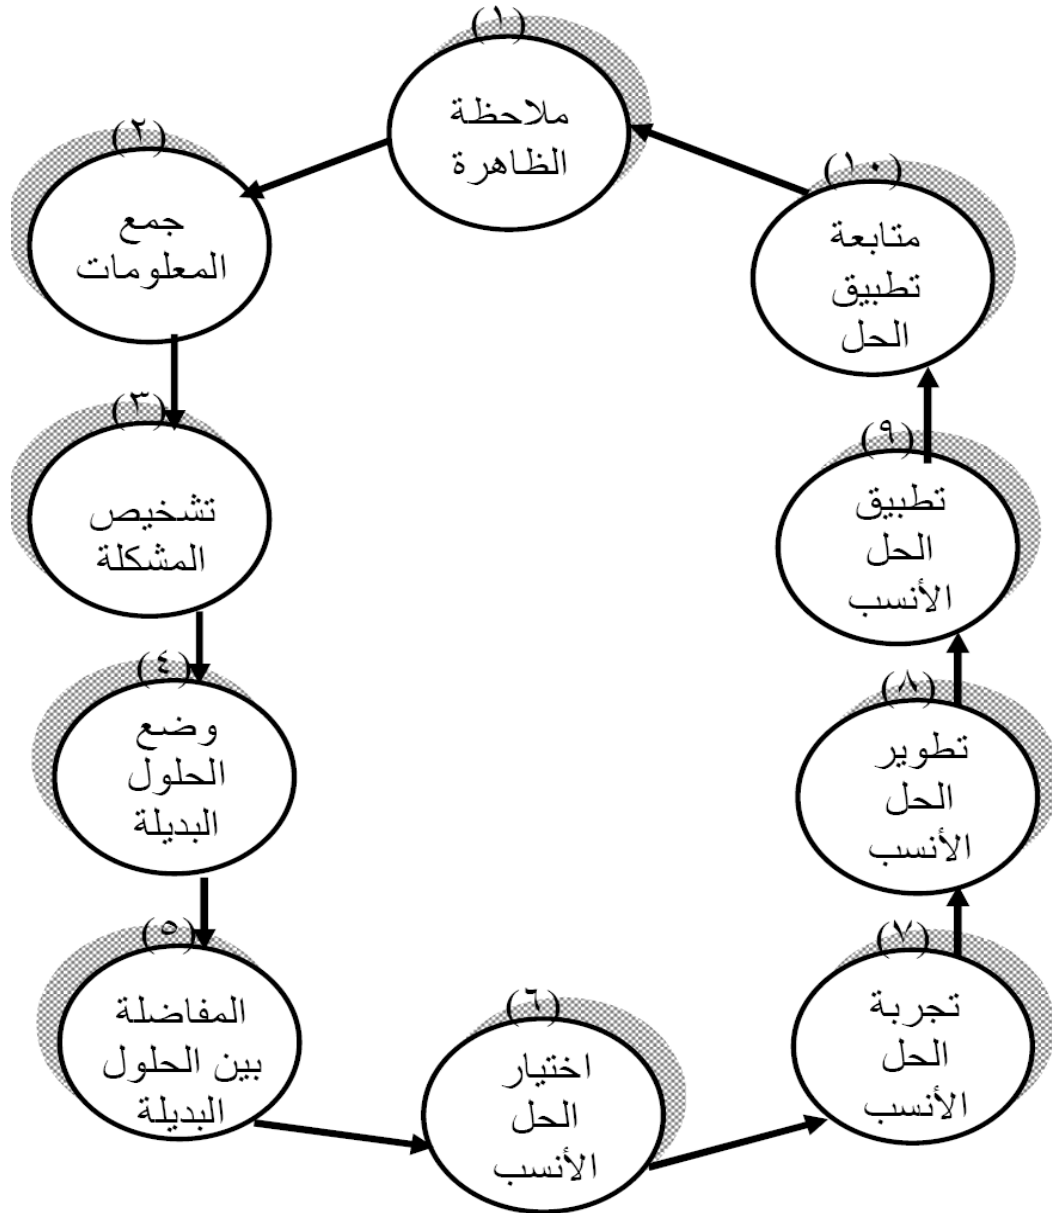 (١)
ملاحظة
الظاهرة
(٢)
جمع
المعلومات
(٣)
تشخيص
المشكلة
(٤)
وضع
الحلول
البديلة
(٥)
المفاضلة
بين الحلول
البديلة
(٦)
اختيار
الحل
الأنسب
(٧)
تجربة
الحل
الأنسب
(٨)
تطوير
الحل
الأنسب
(٩)
تطبيق
الحل
الأنسب
(١٠)
متابعة
تطبيق
الحل